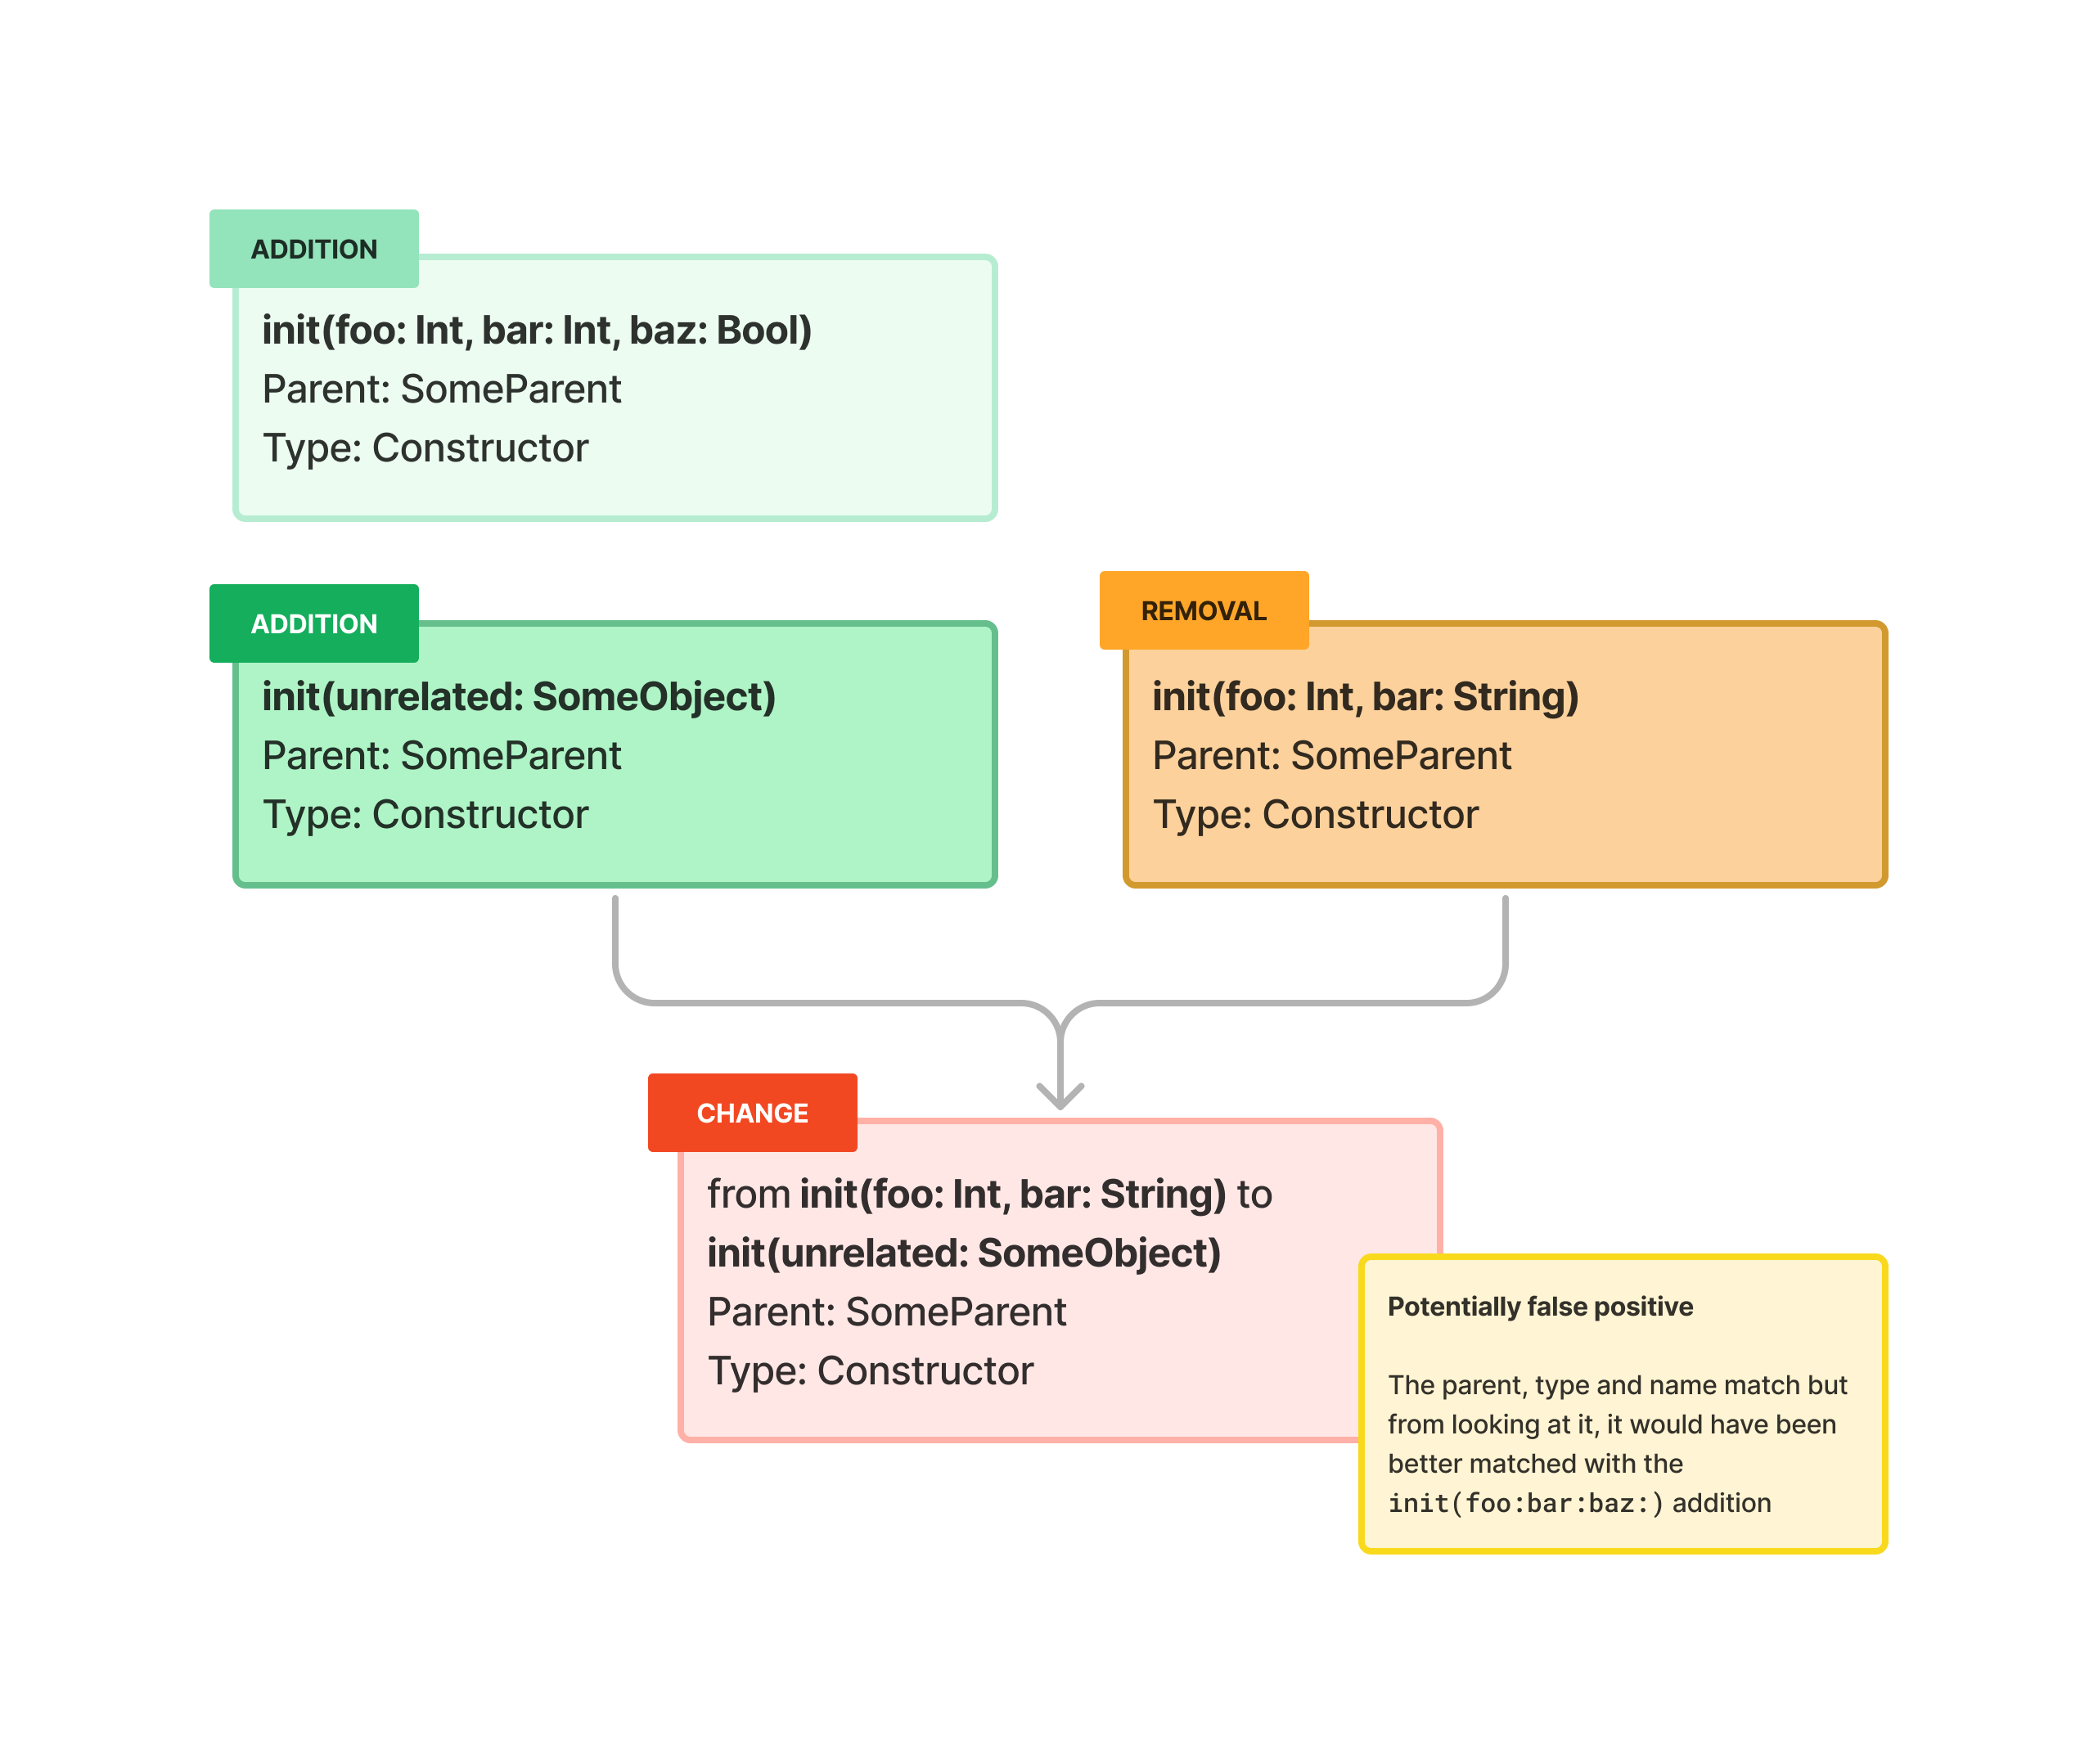 ADDITION
init(foo: Int, bar: Int, baz: Bool)
Parent: SomeParent
Type: Constructor
ADDITION
init(unrelated: SomeObject)
Parent: SomeParent
Type: Constructor
REMOVAL
init(foo: Int, bar: String)
Parent: SomeParent
Type: Constructor
CHANGE
from init(foo: Int, bar: String) to
init(unrelated: SomeObject)
Parent: SomeParent
Type: Constructor
Potentially false positive
The parent, type and name match but
from looking at it, it would have been
better matched with the
init(foo:bar:baz:) addition